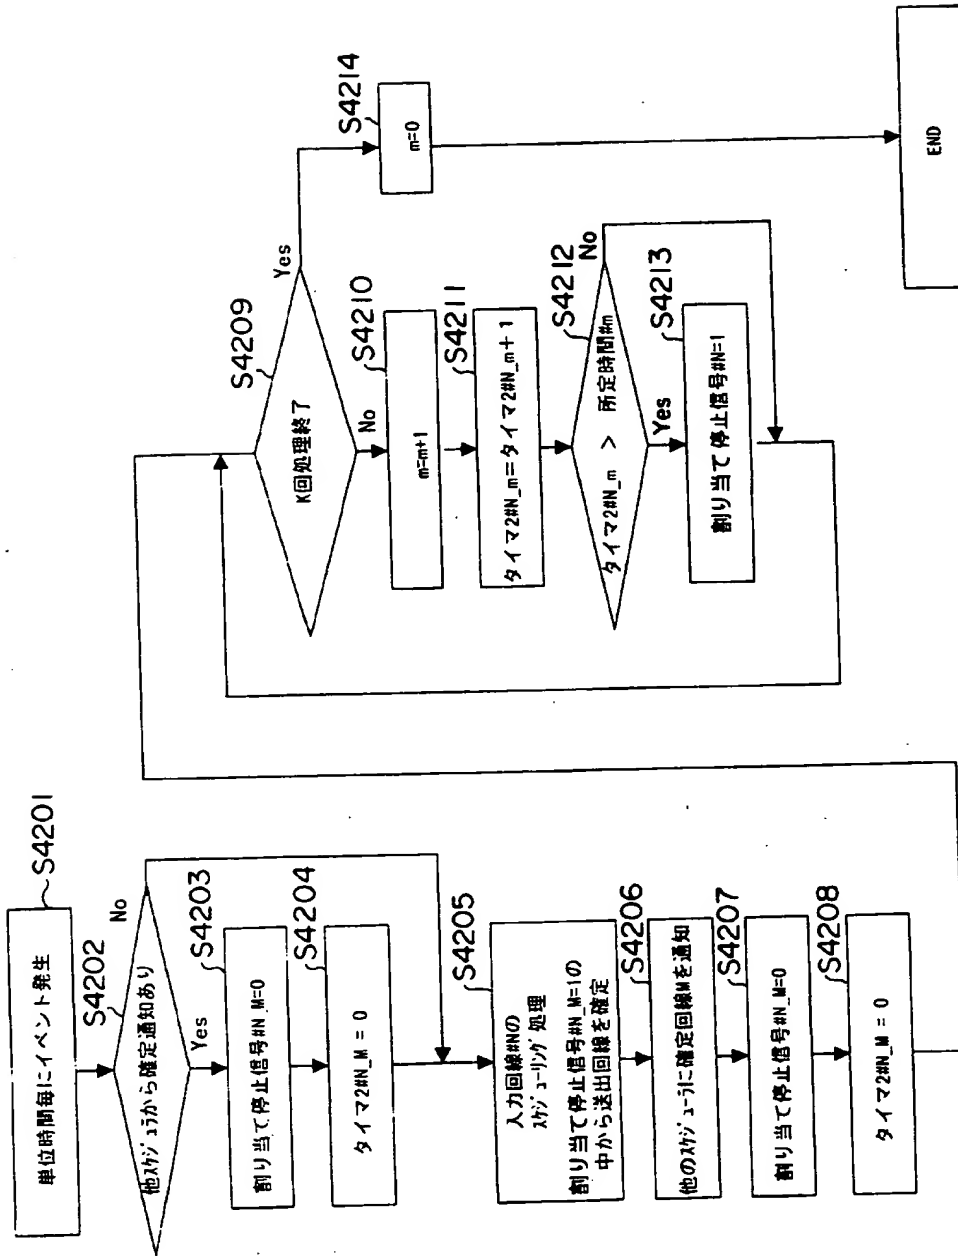 単位時間毎にイベント発生
S4201
他スケジュラから確定通知あり
S4202
No
Yes
割り当て停止信号#N_M=0
S4203
タイマ2#N_M = 0
S4204
入力回線#Nの
スケジューリング処理
割り当て停止信号#N_M=1の
中から送出回線を確定
S4205
他のスケジューラに確定回線Mを通知
S4206
割り当て停止信号#N_M=0
S4207
タイマ2#N_M = 0
S4208
K回処理終了
S4209
Yes
No
m=m+1
S4210
タイマ2#N_m=タイマ2#N_m+1
S4211
タイマ2#N_m > 所定時間#m
S4212
No
Yes
割り当て停止信号#N=1
S4213
m=0
S4214
END